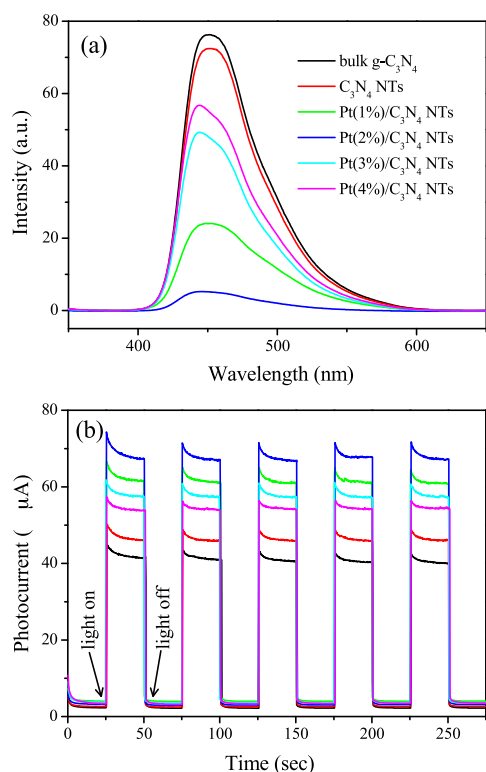 80
(a)
60
40
20
0
Intensity (a.u.)
bulk g-C₃N₄
C₃N₄ NTs
Pt(1%)/C₃N₄ NTs
Pt(2%)/C₃N₄ NTs
Pt(3%)/C₃N₄ NTs
Pt(4%)/C₃N₄ NTs
400 500 600
Wavelength (nm)
80
(b)
60
40
20
0
Photocurrent ( μA)
light on
light off
0 50 100 150 200 250
Time (sec)